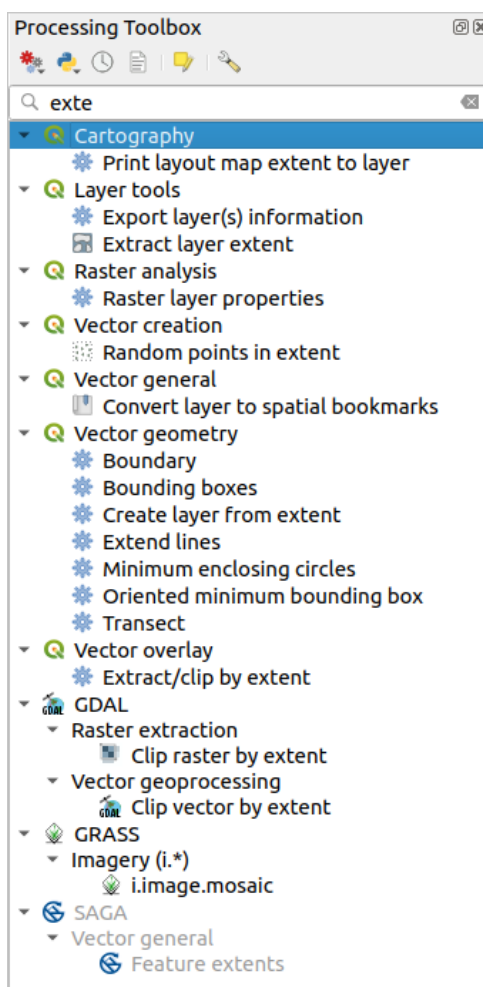 Processing Toolbox
exte
Cartography
Print layout map extent to layer
Layer tools
Export layer(s) information
Extract layer extent
Raster analysis
Raster layer properties
Vector creation
Random points in extent
Vector general
Convert layer to spatial bookmarks
Vector geometry
Boundary
Bounding boxes
Create layer from extent
Extend lines
Minimum enclosing circles
Oriented minimum bounding box
Transect
Vector overlay
Extract/clip by extent
GDAL
Raster extraction
Clip raster by extent
Vector geoprocessing
Clip vector by extent
GRASS
Imagery (i.*)
i.image.mosaic
SAGA
Vector general
Feature extents